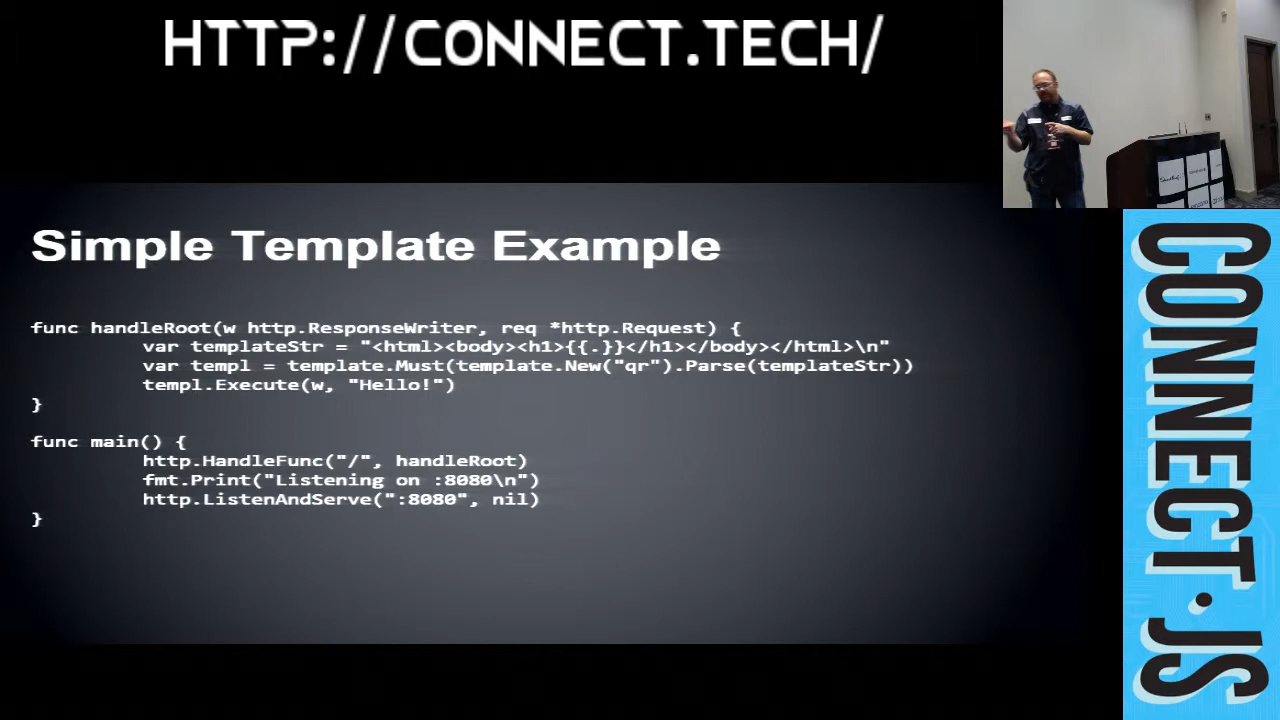 HTTP://CONNECT.TECH/
Simple Template Example
func handleRoot(w http.ResponseWriter, req *http.Request) {
var templateStr = "<html><body><h1>{{.}}</h1></body></html>\n"
var templ = template.Must(template.New("qr").Parse(templateStr))
templ.Execute(w, "Hello!")
}
func main() {
http.HandleFunc("/", handleRoot)
fmt.Print("Listening on :8080\n")
http.ListenAndServe(":8080", nil)
}
CONNECT.JS